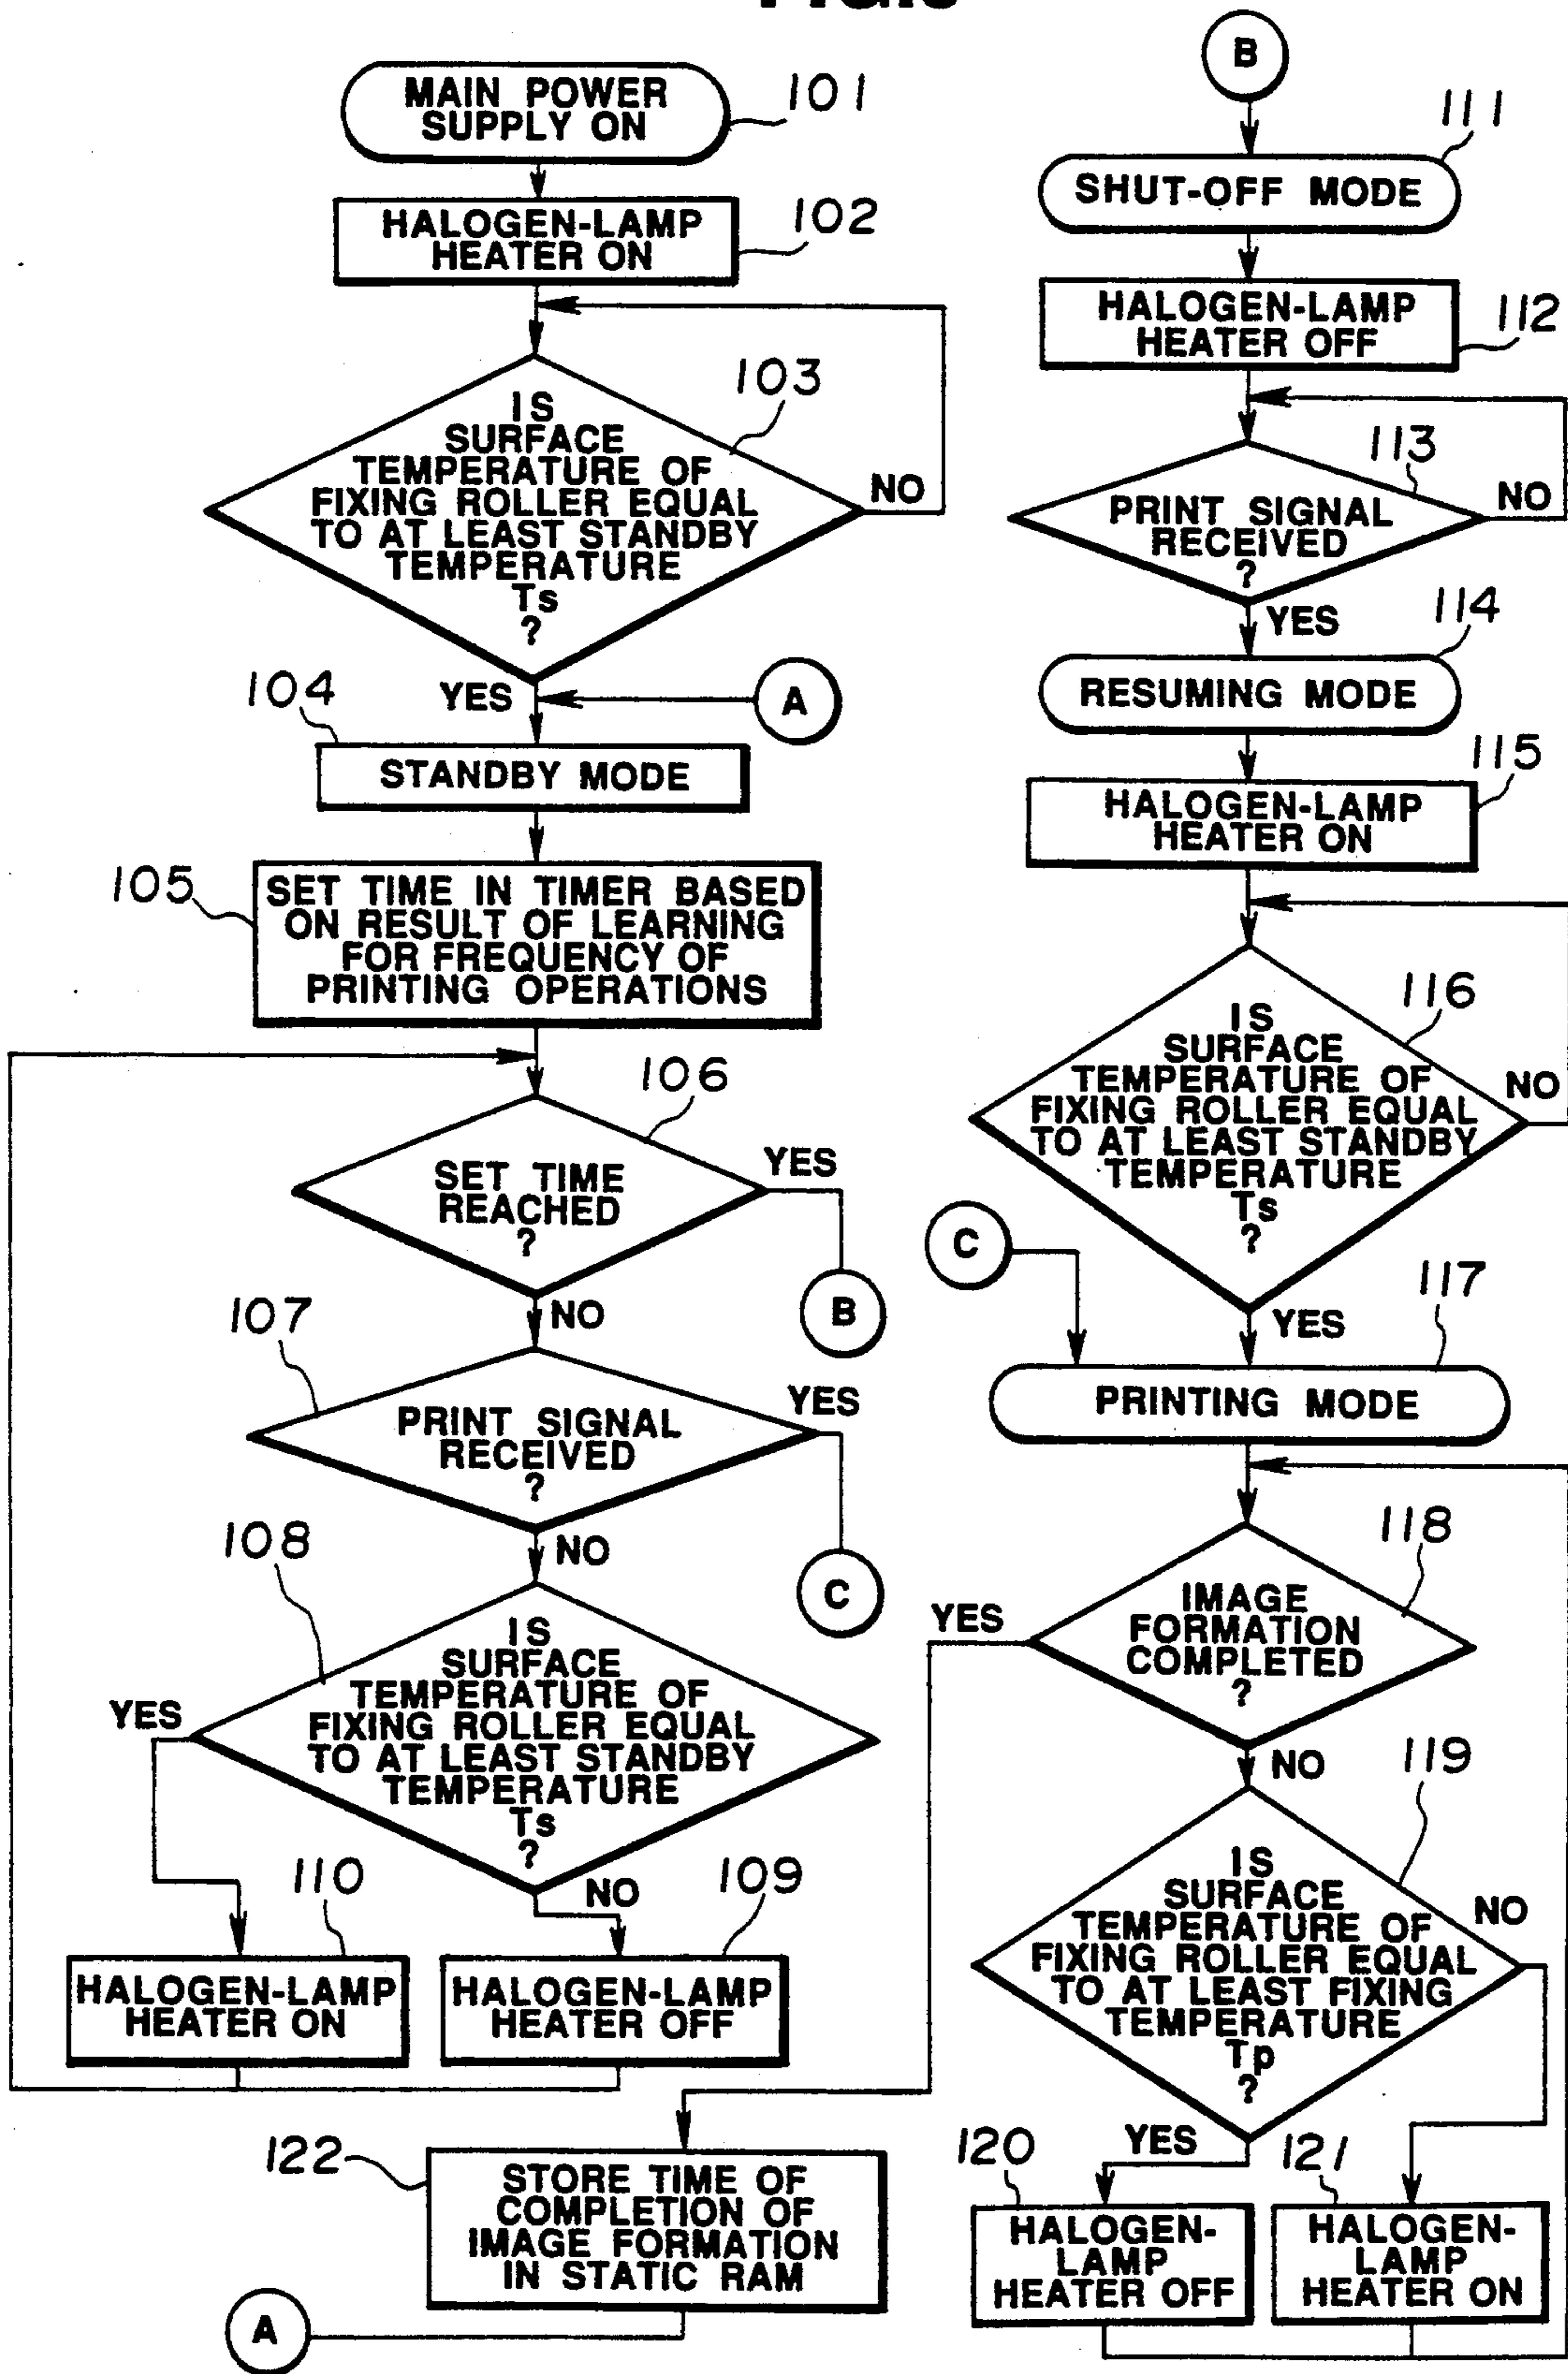 B
MAIN POWER
SUPPLY ON
101
HALOGEN-LAMP
HEATER ON
102
IS
SURFACE
TEMPERATURE OF
FIXING ROLLER EQUAL
TO AT LEAST STANDBY
TEMPERATURE
Ts
?
103
NO
YES
A
104
STANDBY MODE
105
SET TIME IN TIMER BASED
ON RESULT OF LEARNING
FOR FREQUENCY OF
PRINTING OPERATIONS
106
SET TIME
REACHED
?
YES
B
NO
107
PRINT SIGNAL
RECEIVED
?
YES
C
NO
108
IS
SURFACE
TEMPERATURE OF
FIXING ROLLER EQUAL
TO AT LEAST STANDBY
TEMPERATURE
Ts
?
YES
NO
110
HALOGEN-LAMP
HEATER ON
109
HALOGEN-LAMP
HEATER OFF
111
SHUT-OFF MODE
HALOGEN-LAMP
HEATER OFF
112
113
PRINT SIGNAL
RECEIVED
?
NO
YES
114
RESUMING MODE
115
HALOGEN-LAMP
HEATER ON
116
IS
SURFACE
TEMPERATURE OF
FIXING ROLLER EQUAL
TO AT LEAST STANDBY
TEMPERATURE
Ts
?
NO
C
YES
117
PRINTING MODE
118
IMAGE
FORMATION
COMPLETED
?
YES
NO
119
IS
SURFACE
TEMPERATURE OF
FIXING ROLLER EQUAL
TO AT LEAST FIXING
TEMPERATURE
Tp
?
NO
YES
120
HALOGEN-
LAMP
HEATER OFF
121
HALOGEN-
LAMP
HEATER ON
122
STORE TIME OF
COMPLETION OF
IMAGE FORMATION
IN STATIC RAM
A